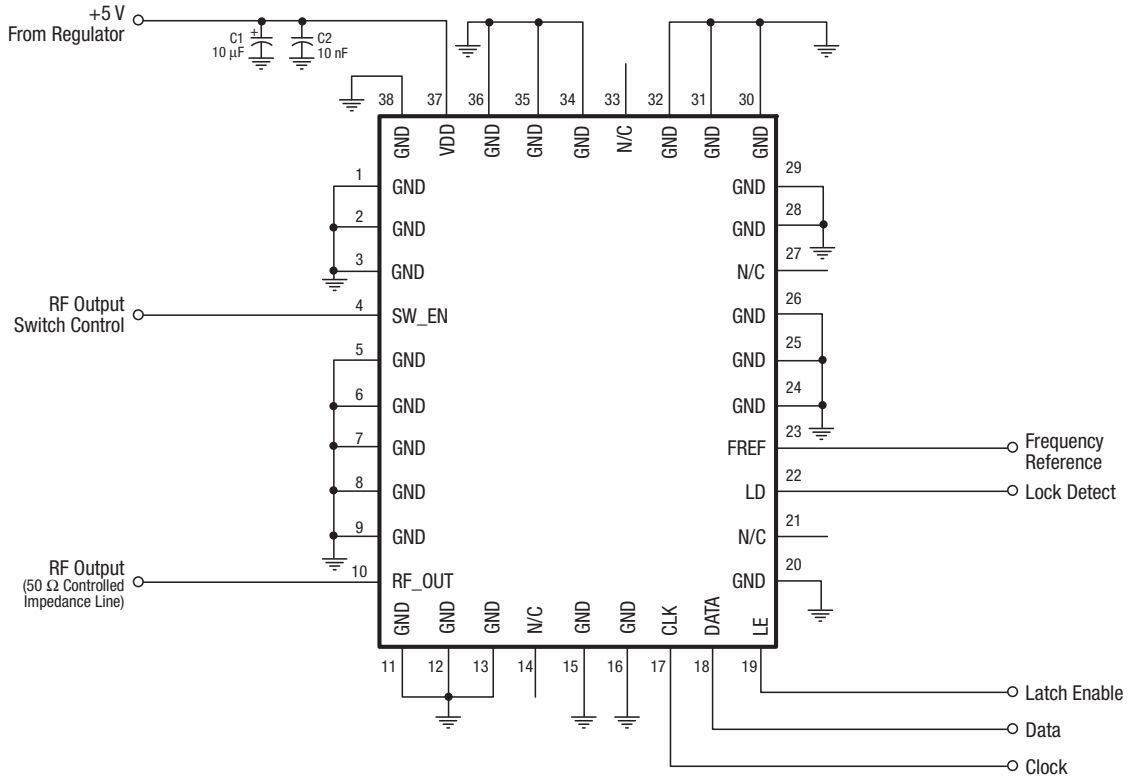 +5 V
From Regulator
C1
+
10 μF
C2
10 nF
38 37 36 35 34 33 32 31 30
GND VDD GND GND GND N/C GND GND GND
1 GND
2 GND
3 GND
RF Output
Switch Control
4 SW_EN
5 GND
6 GND
7 GND
8 GND
9 GND
RF Output
(50 Ω Controlled
Impedance Line)
10 RF_OUT
GND 29
GND 28
N/C 27
GND 26
GND 25
GND 24
FREF 23
Frequency
Reference
LD 22
Lock Detect
N/C 21
GND 20
GND GND GND N/C GND GND CLK DATA LE
11 12 13 14 15 16 17 18 19
Latch Enable
Data
Clock